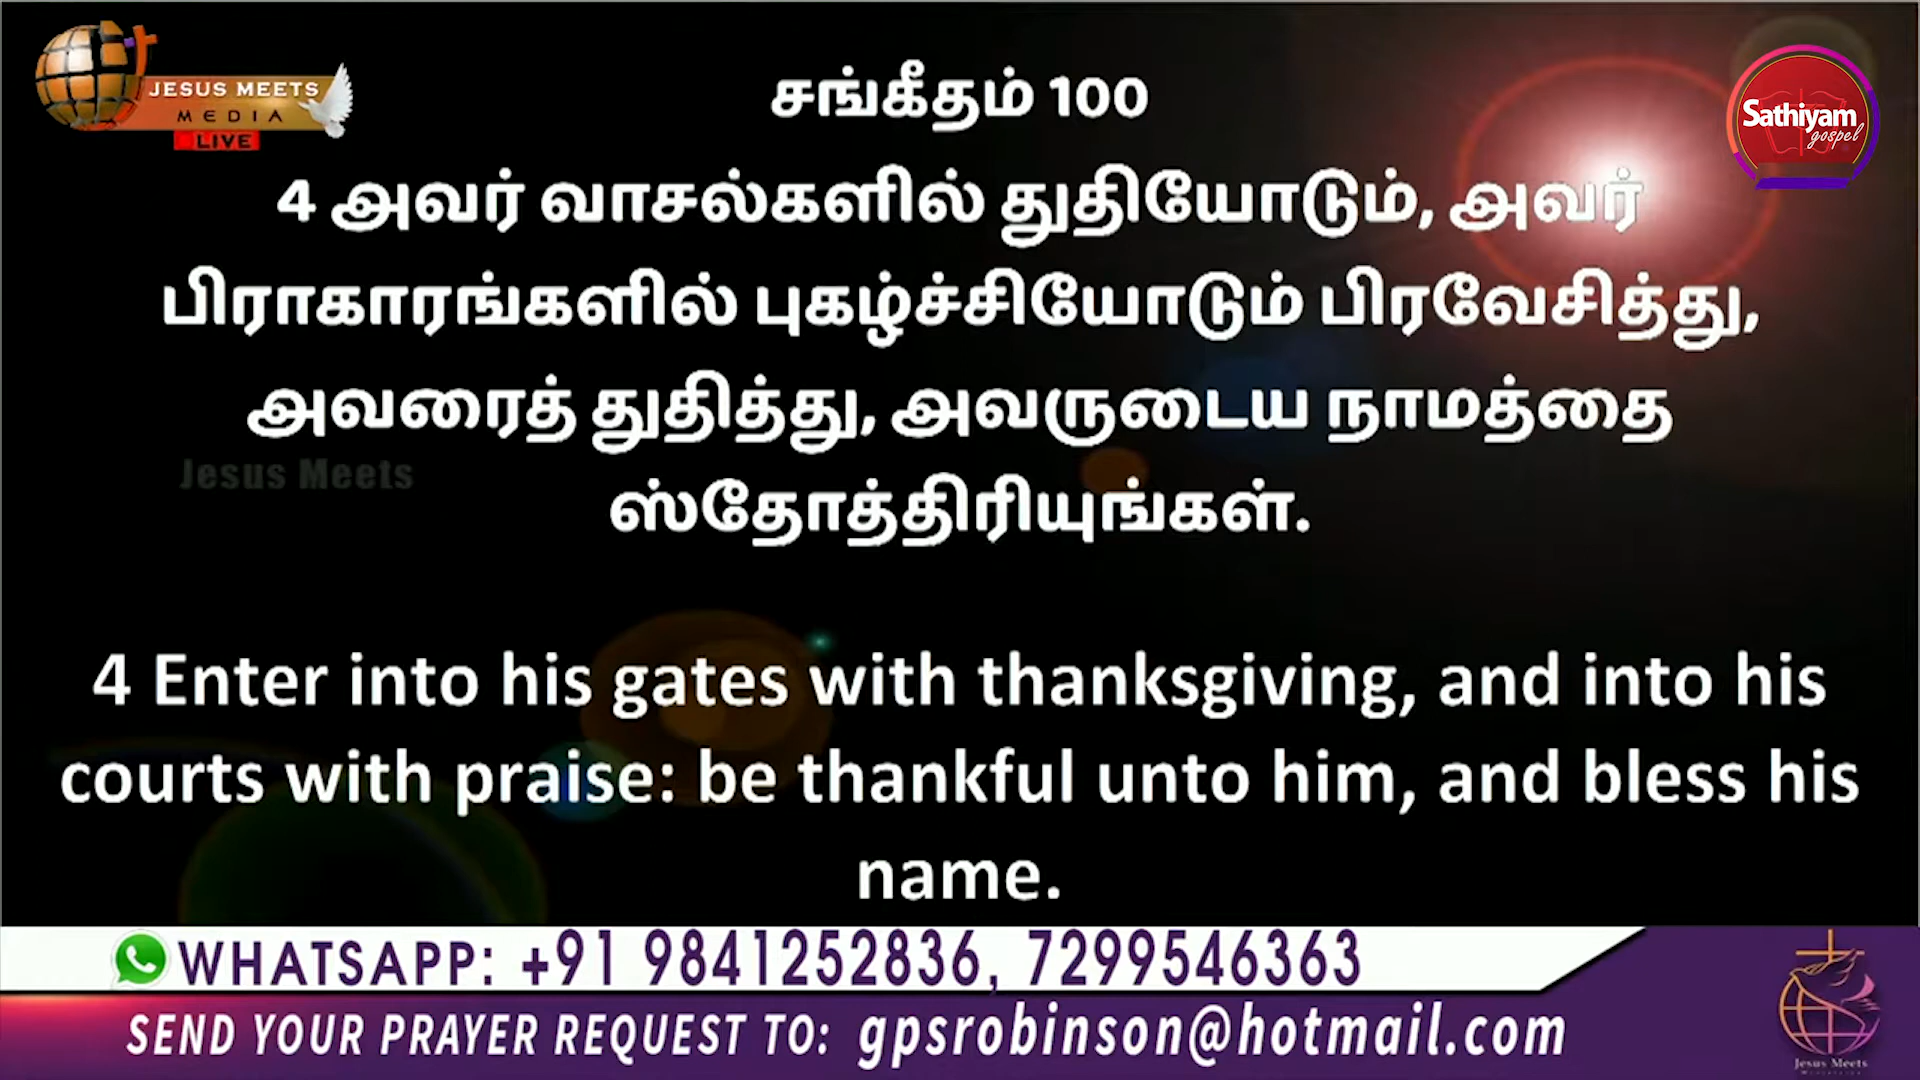 JESUS MEETS
MEDIA
LIVE
Sathiyam
gospel
சங்கீதம் 100
4 அவர் வாசல்களில் துதியோடும், அவர்
பிராகாரங்களில் புகழ்ச்சியோடும் பிரவேசித்து,
அவரைத் துதித்து, அவருடைய நாமத்தை
ஸ்தோத்திரியுங்கள்.
Jesus Meets
4 Enter into his gates with thanksgiving, and into his
courts with praise: be thankful unto him, and bless his
name.
WHATSAPP: +91 9841252836, 7299546363
SEND YOUR PRAYER REQUEST TO: gpsrobinson@hotmail.com
Jesus Meets